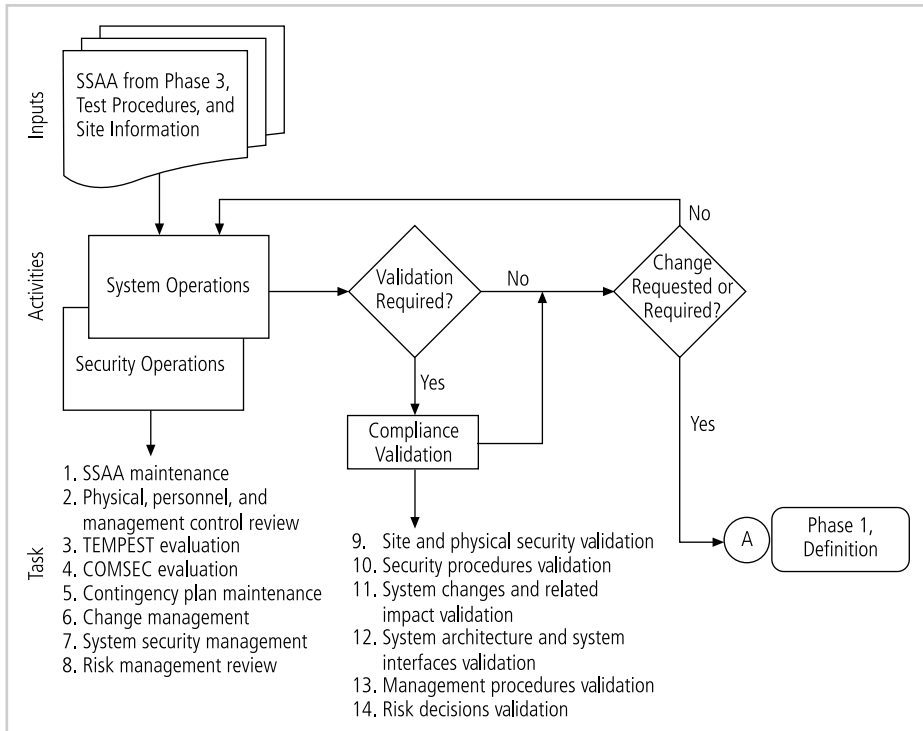 Inputs
SSAA from Phase 3,
Test Procedures, and
Site Information
Activities
System Operations
Security Operations
Validation
Required?
No
Yes
Compliance
Validation
Change
Requested or
Required?
No
Yes
A
Phase 1,
Definition
Task
1. SSAA maintenance
2. Physical, personnel, and
management control review
3. TEMPEST evaluation
4. COMSEC evaluation
5. Contingency plan maintenance
6. Change management
7. System security management
8. Risk management review
9. Site and physical security validation
10. Security procedures validation
11. System changes and related
impact validation
12. System architecture and system
interfaces validation
13. Management procedures validation
14. Risk decisions validation